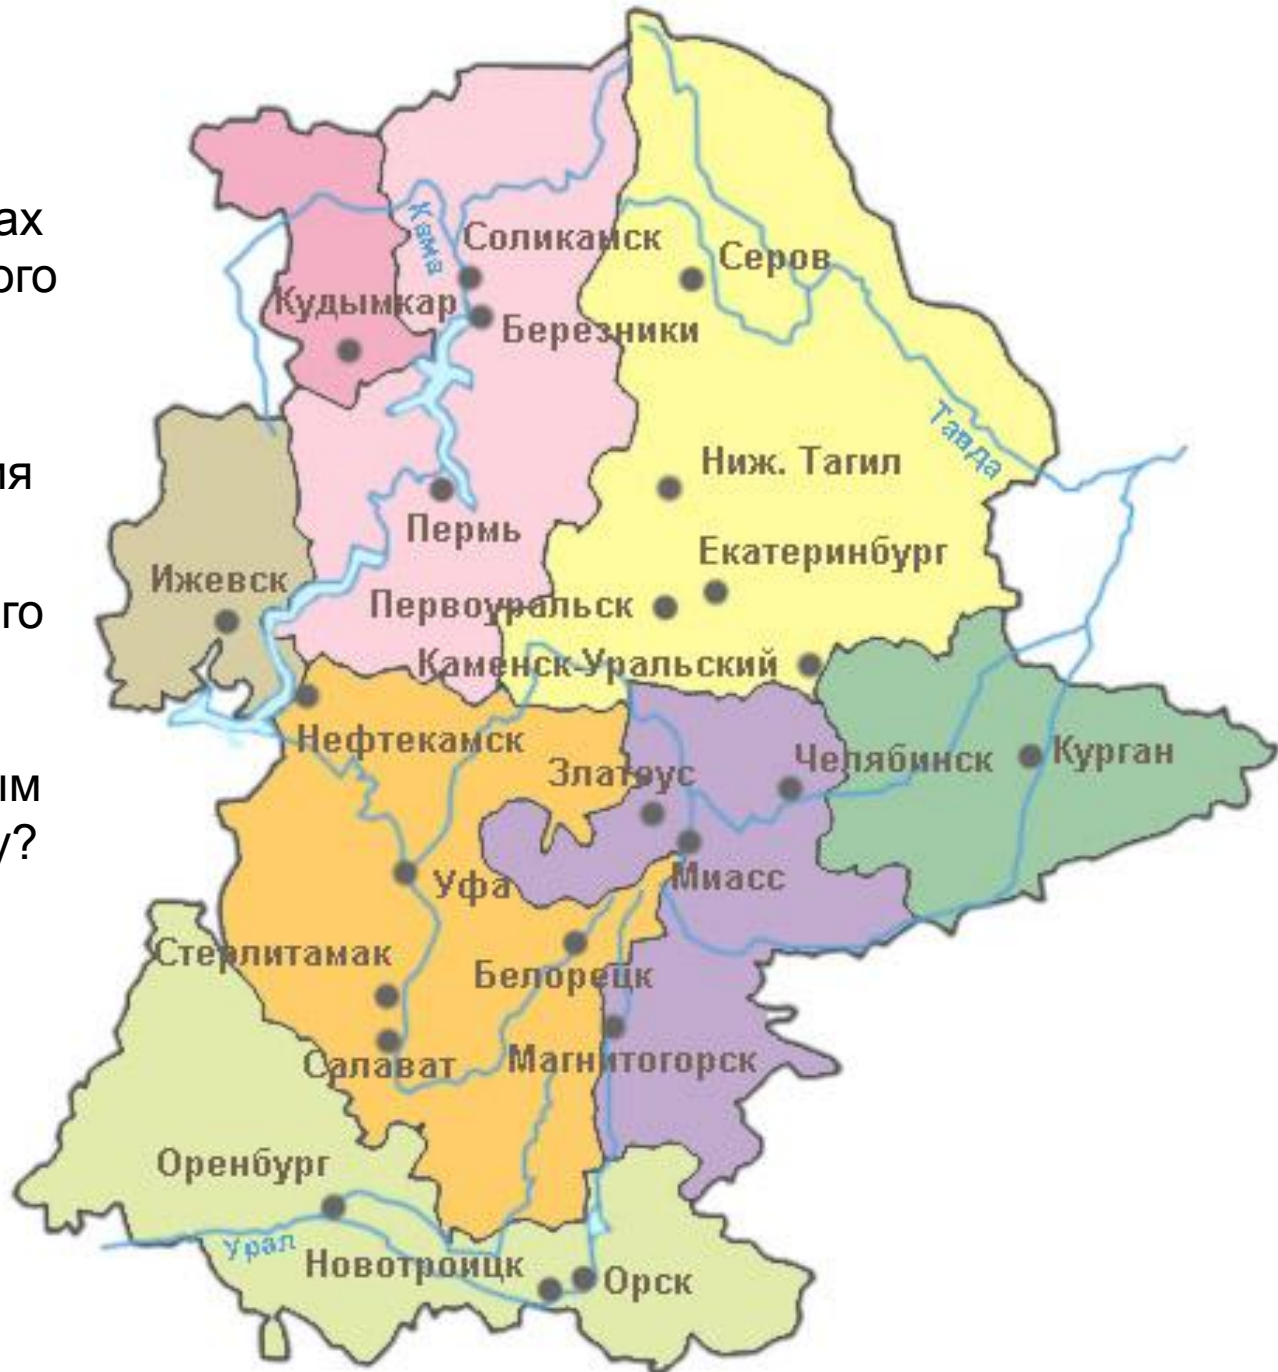 ах
ого
ия
го
ым
у?
Кама
Соликамск
Серов
Кудымкар
Березники
Тавда
Ниж. Тагил
Пермь
Екатеринбург
Ижевск
Первоуральск
Каменск-Уральский
Нефтекамск
Златоус
Челябинск
Курган
Миасс
Уфа
Стерлитамак
Белорецк
Салават
Магнитогорск
Оренбург
Урал
Новотроицк
Орск